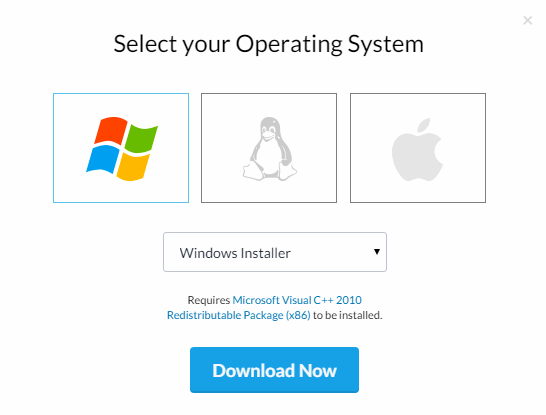 Select your Operating System
Windows Installer
Requires Microsoft Visual C++ 2010
Redistributable Package (x86) to be installed.
Download Now